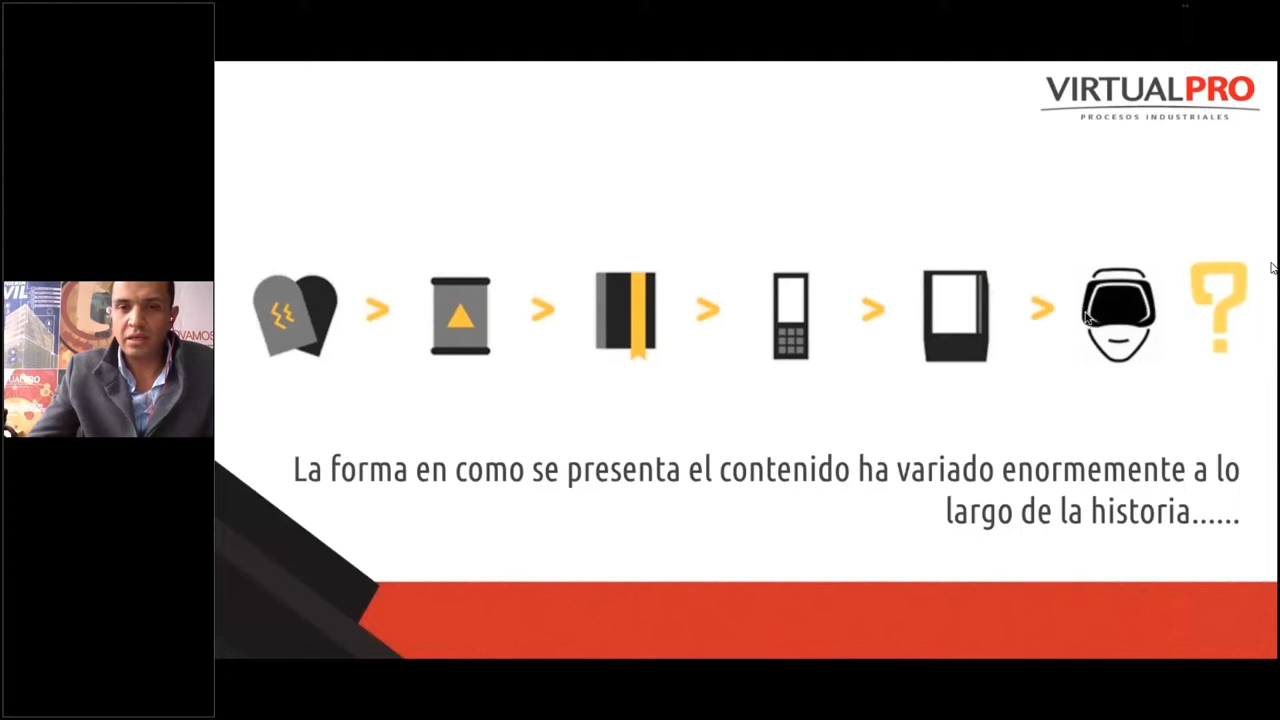 VIRTUALPRO
PROCESOS INDUSTRIALES
> > > > > ?
La forma en como se presenta el contenido ha variado enormemente a lo
largo de la historia......